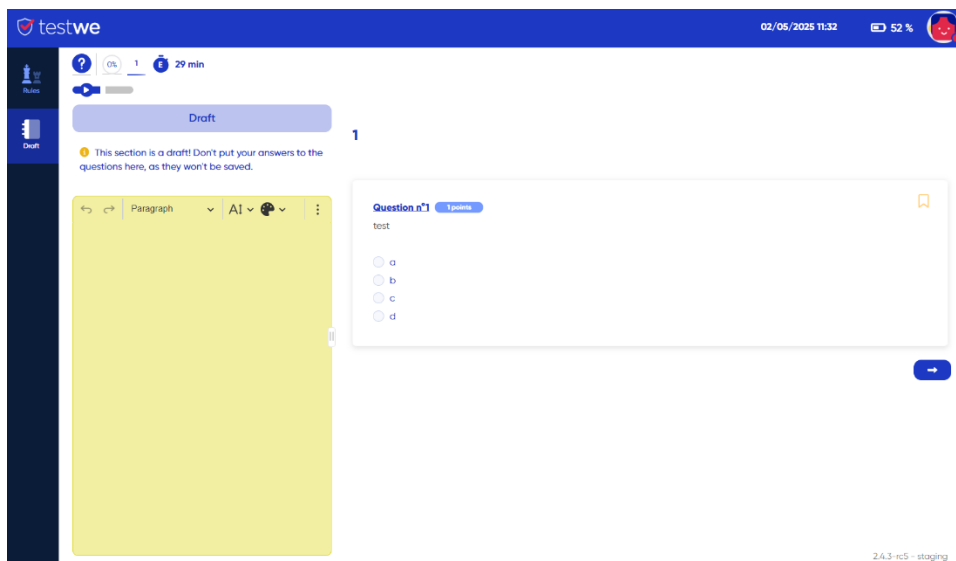 testwe
02/05/2025 11:32
52 %
Rules
Draft
?
0%
1
E
29 min
Draft
This section is a draft! Don't put your answers to the
questions here, as they won't be saved.
Paragraph
A
1
Question n°1
1 points
test
a
b
c
d
2.4.3-rc5 - staging